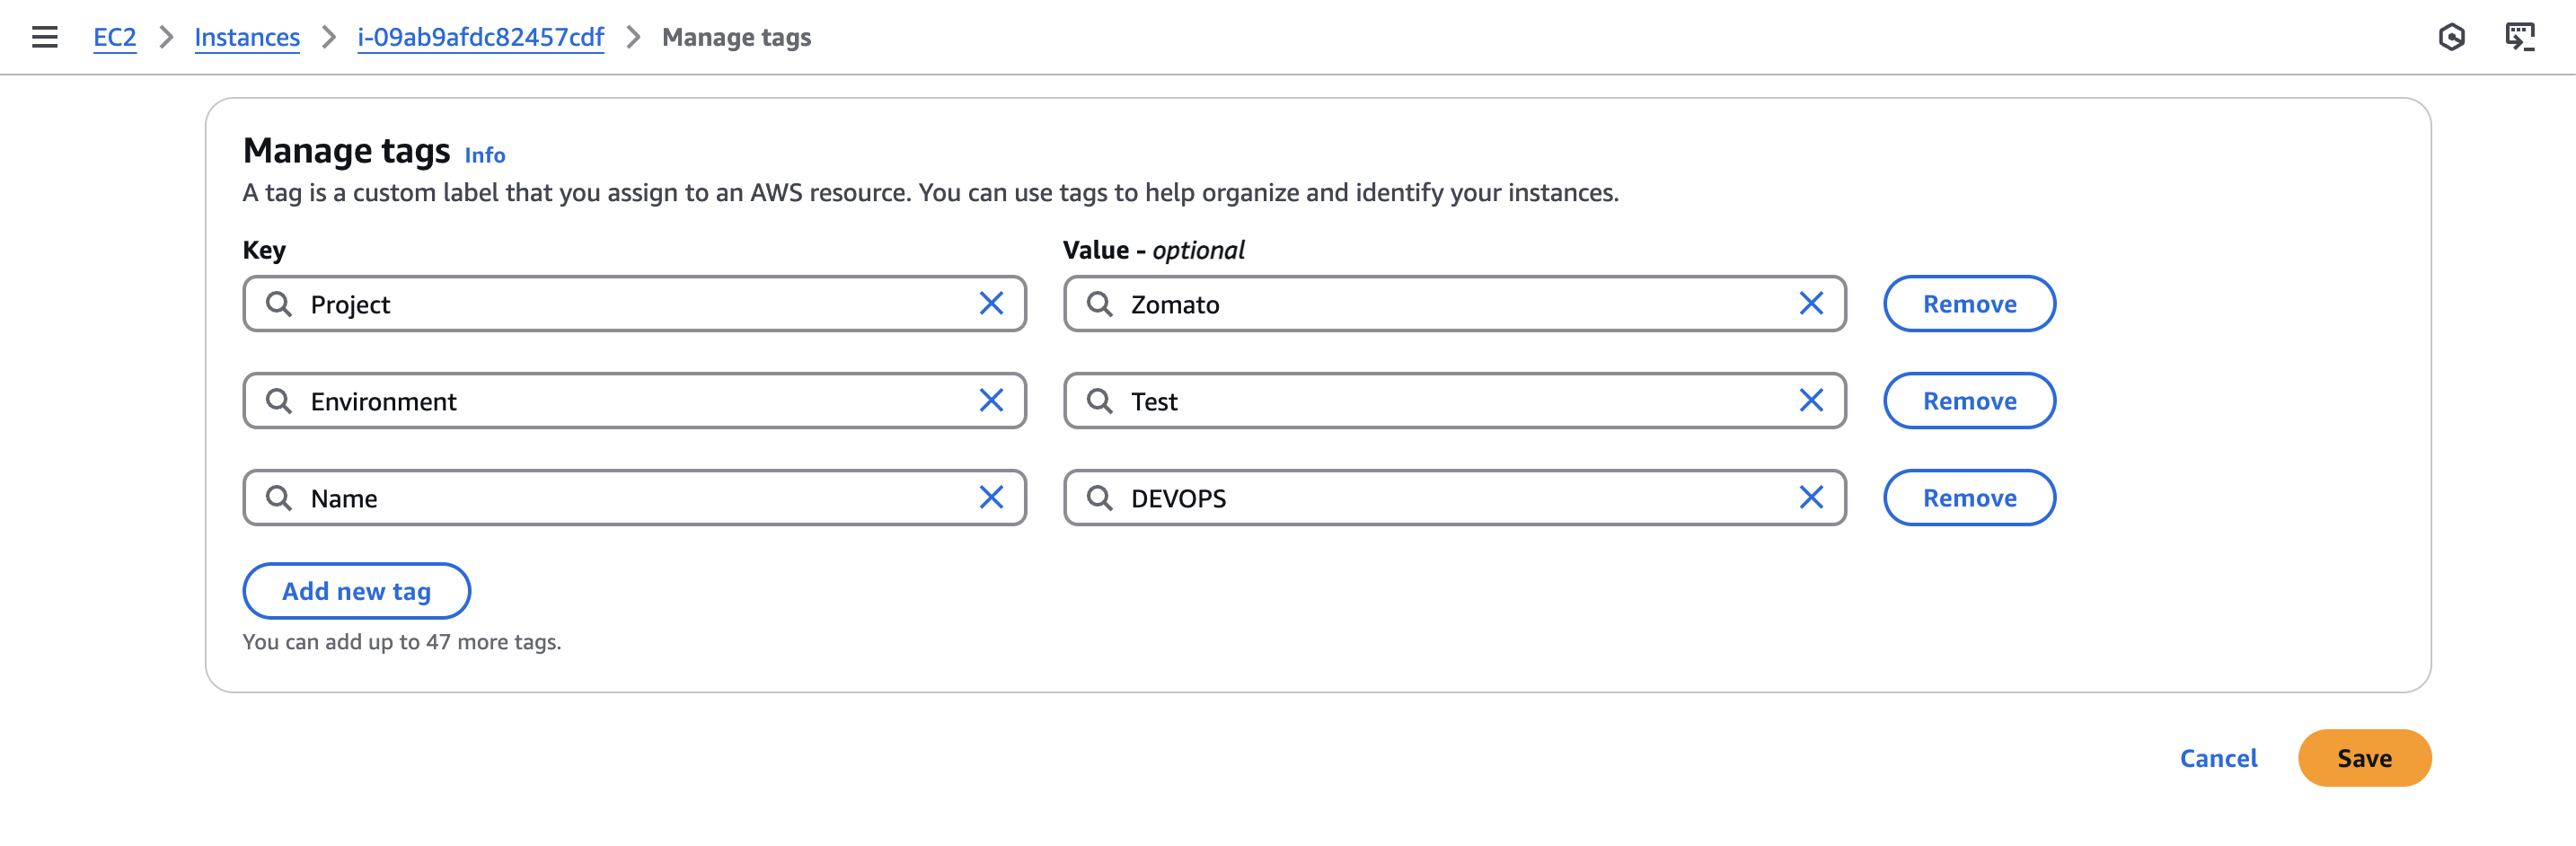 EC2 > Instances > i-09ab9afdc82457cdf > Manage tags
Manage tags Info
A tag is a custom label that you assign to an AWS resource. You can use tags to help organize and identify your instances.
Key Value - optional
Project Zomato Remove
Environment Test Remove
Name DEVOPS Remove
Add new tag
You can add up to 47 more tags.
Cancel Save